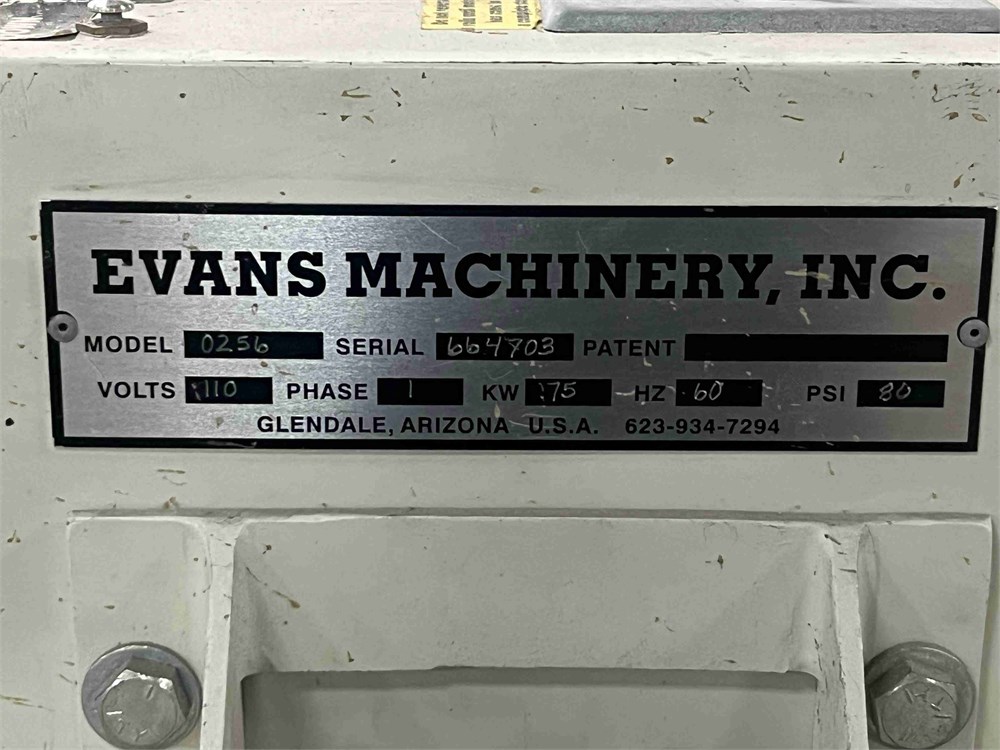 EVANS MACHINERY, INC.
MODEL 0256 SERIAL 664703 PATENT
VOLTS 110 PHASE 1 KW .75 HZ 60 PSI 80
GLENDALE, ARIZONA U.S.A. 623-934-7294